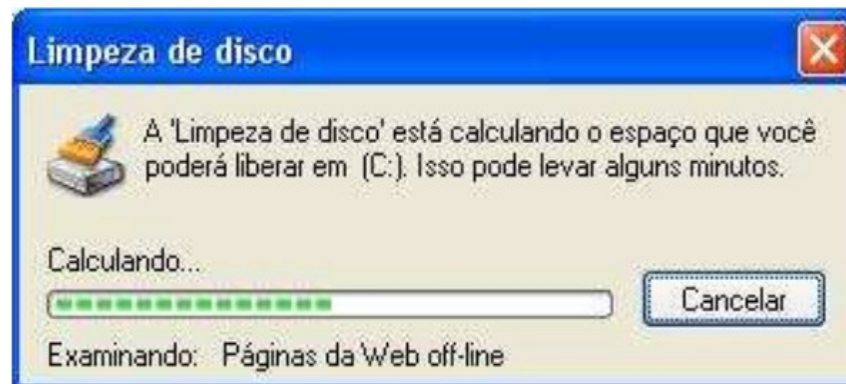 Limpeza de disco
A 'Limpeza de disco' está calculando o espaço que você
poderá liberar em (C:). Isso pode levar alguns minutos.
Calculando...
Cancelar
Examinando: Páginas da Web off-line